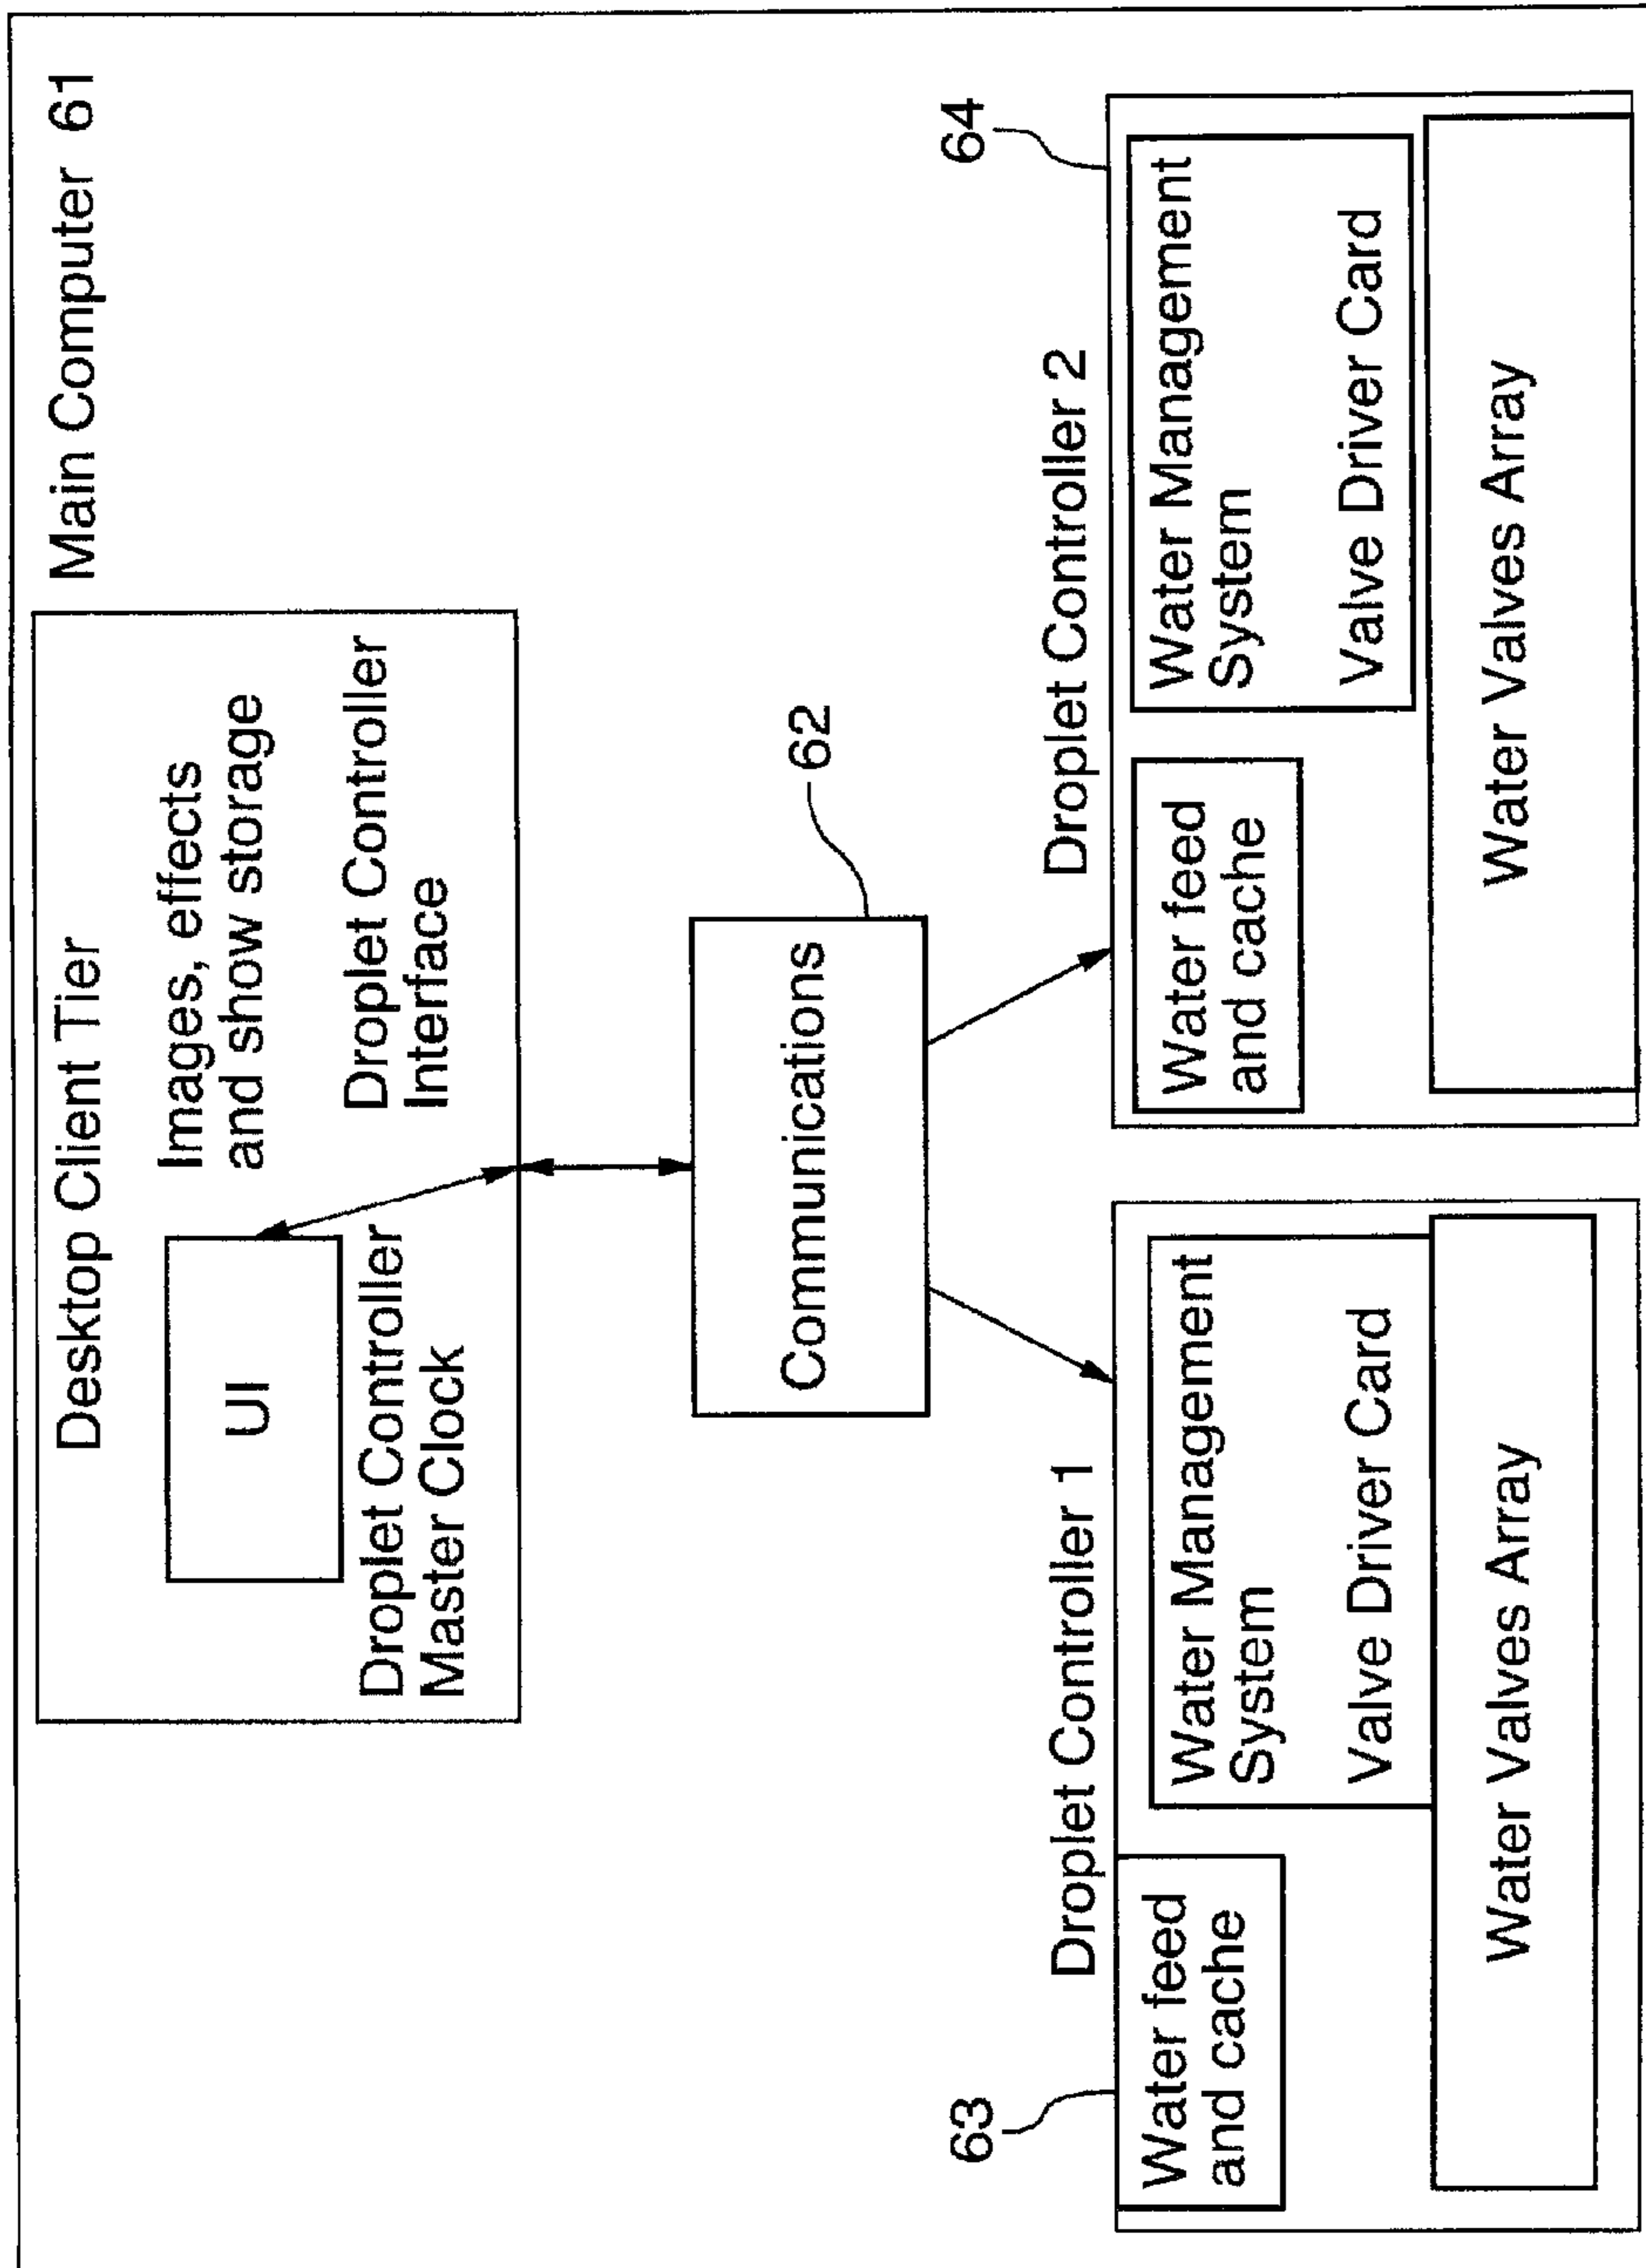 Main Computer 61
Desktop Client Tier
UI
Images, effects
and show storage
Droplet Controller
Master Clock
Droplet Controller
Interface
Communications
62
Droplet Controller 1
63
Water feed
and cache
Water Management
System
Valve Driver Card
Water Valves Array
Droplet Controller 2
64
Water feed
and cache
Water Management
System
Valve Driver Card
Water Valves Array